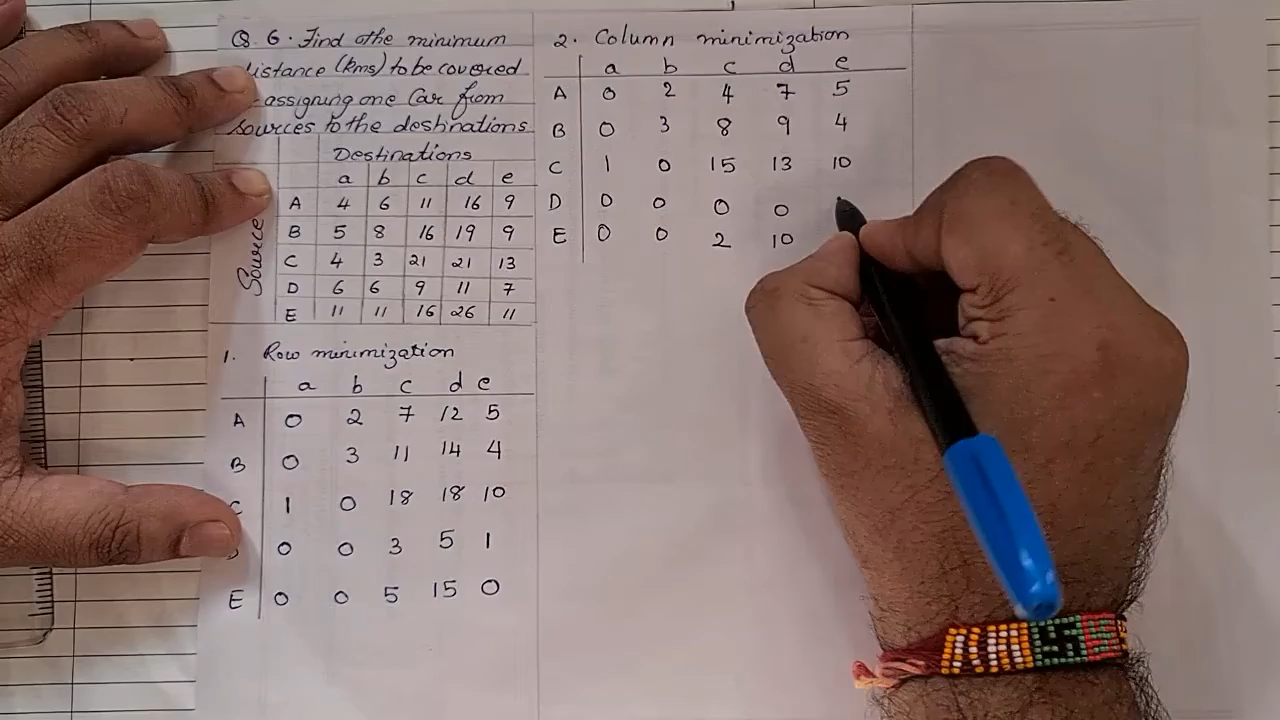 Q.6. Find the minimum
distance (kms) to be covered
assigning one Car from
sources to the destinations
Destinations
a b c d e
Source
A 4 6 11 16 9
B 5 8 16 19 9
C 4 3 21 21 13
D 6 6 9 11 7
E 11 11 16 26 11
1. Row minimization
a b c d e
A 0 2 7 12 5
B 0 3 11 14 4
C 1 0 18 18 10
0 0 3 5 1
E 0 0 5 15 0
2. Column minimization
a b c d e
A 0 2 4 7 5
B 0 3 8 9 4
C 1 0 15 13 10
D 0 0 0 0
E 0 0 2 10